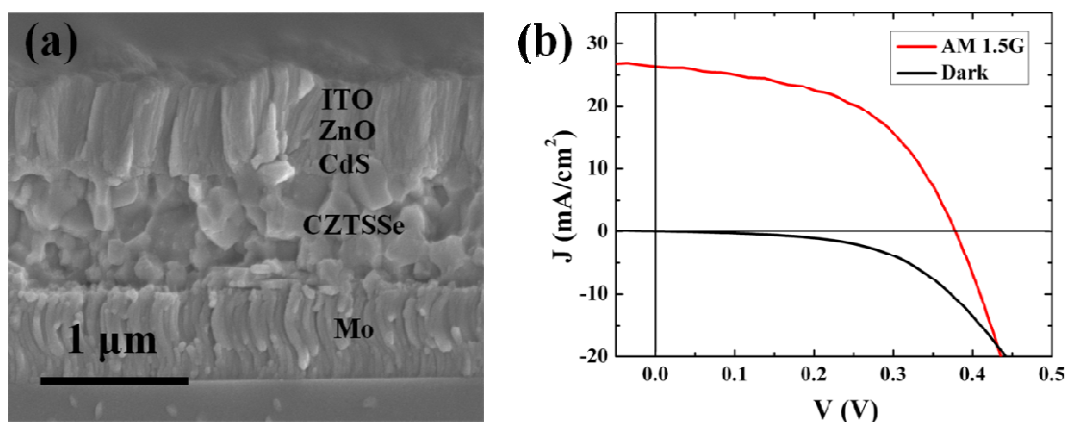 (a)
ITO
ZnO
CdS
CZTSSe
Mo
1 μm
(b)
AM 1.5G
Dark
30
20
10
0
-10
-20
J (mA/cm²)
0.0 0.1 0.2 0.3 0.4 0.5
V (V)